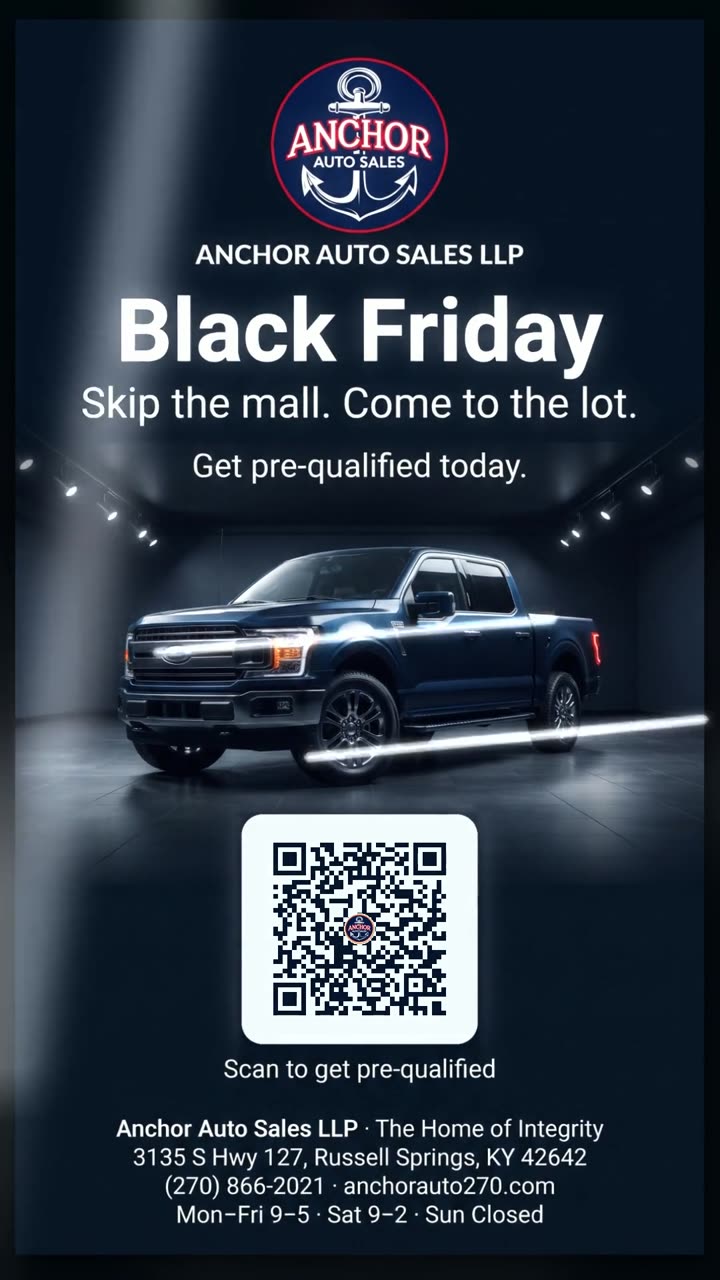 ANCHOR
AUTO SALES
ANCHOR AUTO SALES LLP
Black Friday
Skip the mall. Come to the lot.
Get pre-qualified today.
ANCHOR
Scan to get pre-qualified
Anchor Auto Sales LLP · The Home of Integrity
3135 S Hwy 127, Russell Springs, KY 42642
(270) 866-2021 · anchorauto270.com
Mon–Fri 9–5 · Sat 9–2 · Sun Closed